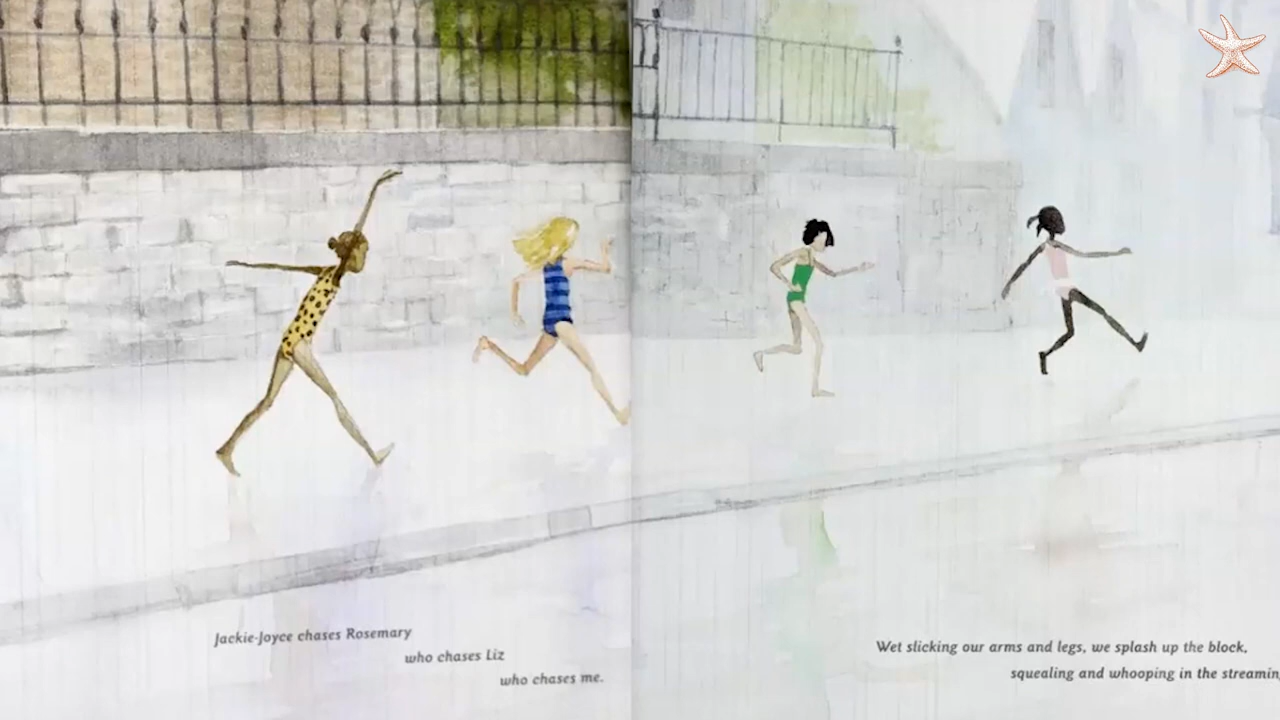 Jackie-Joyce chases Rosemary
who chases Liz
who chases me.
Wet slicking our arms and legs, we splash up the block,
squealing and whooping in the streaming